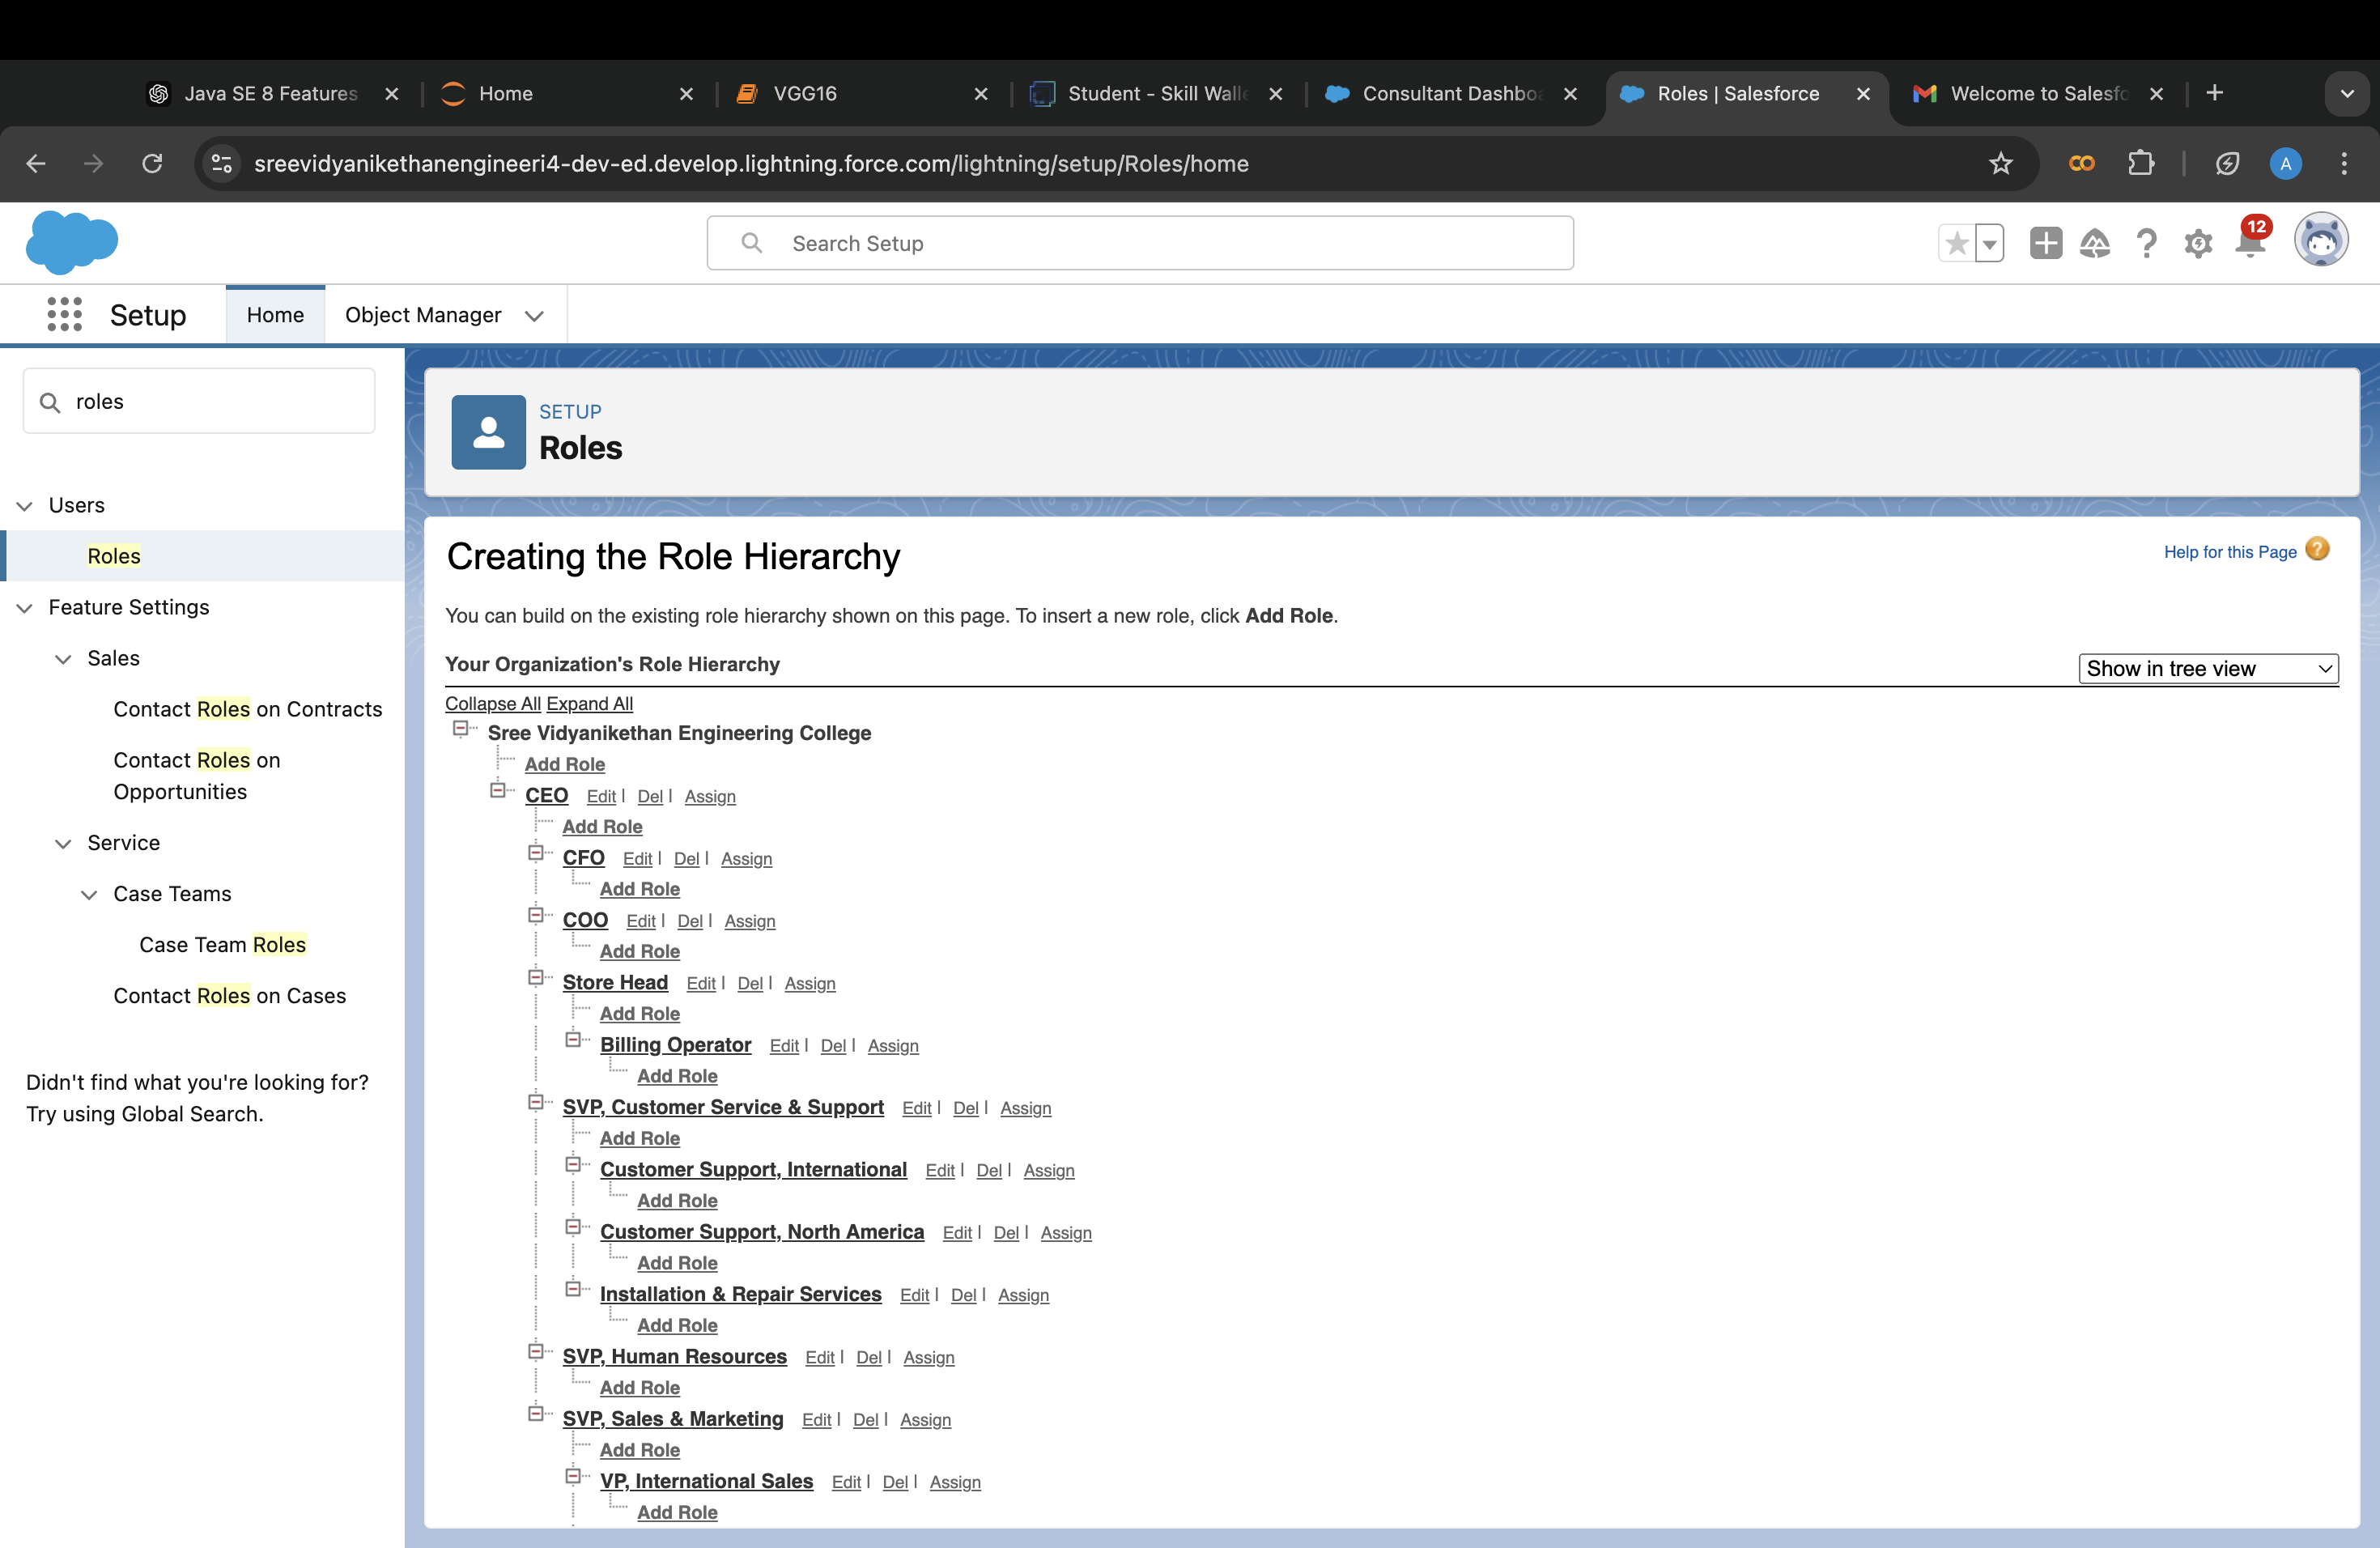 Java SE 8 Features
Home
VGG16
Student - Skill Walle
Consultant Dashboa
Roles | Salesforce
Welcome to Salesfo
sreevidyanikethanengineeri4-dev-ed.develop.lightning.force.com/lightning/setup/Roles/home
A
Search Setup
12
Setup
Home
Object Manager
roles
Users
Roles
Feature Settings
Sales
Contact Roles on Contracts
Contact Roles on
Opportunities
Service
Case Teams
Case Team Roles
Contact Roles on Cases
Didn't find what you're looking for?
Try using Global Search.
SETUP
Roles
Creating the Role Hierarchy
Help for this Page ?
You can build on the existing role hierarchy shown on this page. To insert a new role, click Add Role.
Your Organization's Role Hierarchy
Show in tree view
Collapse All Expand All
Sree Vidyanikethan Engineering College
Add Role
CEO Edit | Del | Assign
Add Role
CFO Edit | Del | Assign
Add Role
COO Edit | Del | Assign
Add Role
Store Head Edit | Del | Assign
Add Role
Billing Operator Edit | Del | Assign
Add Role
SVP, Customer Service & Support Edit | Del | Assign
Add Role
Customer Support, International Edit | Del | Assign
Add Role
Customer Support, North America Edit | Del | Assign
Add Role
Installation & Repair Services Edit | Del | Assign
Add Role
SVP, Human Resources Edit | Del | Assign
Add Role
SVP, Sales & Marketing Edit | Del | Assign
Add Role
VP, International Sales Edit | Del | Assign
Add Role